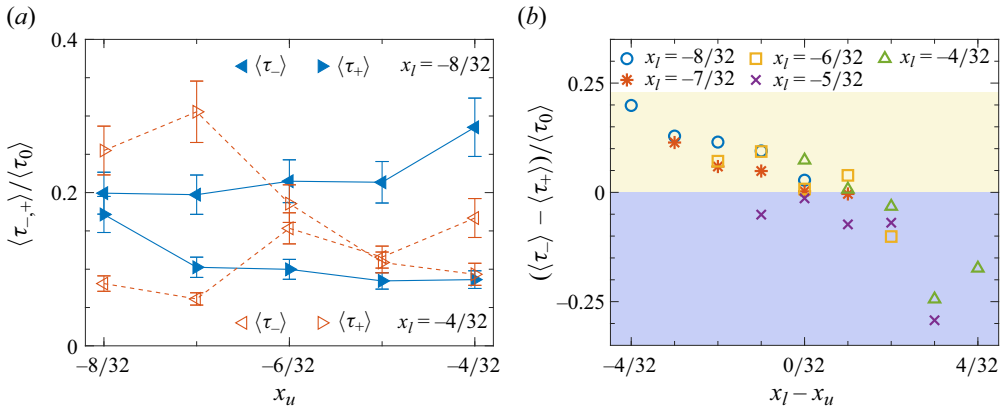 (a)
(b)
0.4
0.2
0
⟨τ₋,₊⟩/⟨τ₀⟩
⟨τ₋⟩ ⟨τ₊⟩ x_l = −8/32
⟨τ₋⟩ ⟨τ₊⟩ x_l = −4/32
−8/32 −6/32 −4/32
x_u
x_l = −8/32 x_l = −6/32 x_l = −4/32
x_l = −7/32 x_l = −5/32
0.25
0
−0.25
(⟨τ₋⟩ − ⟨τ₊⟩)/⟨τ₀⟩
−4/32 0/32 4/32
x_l − x_u